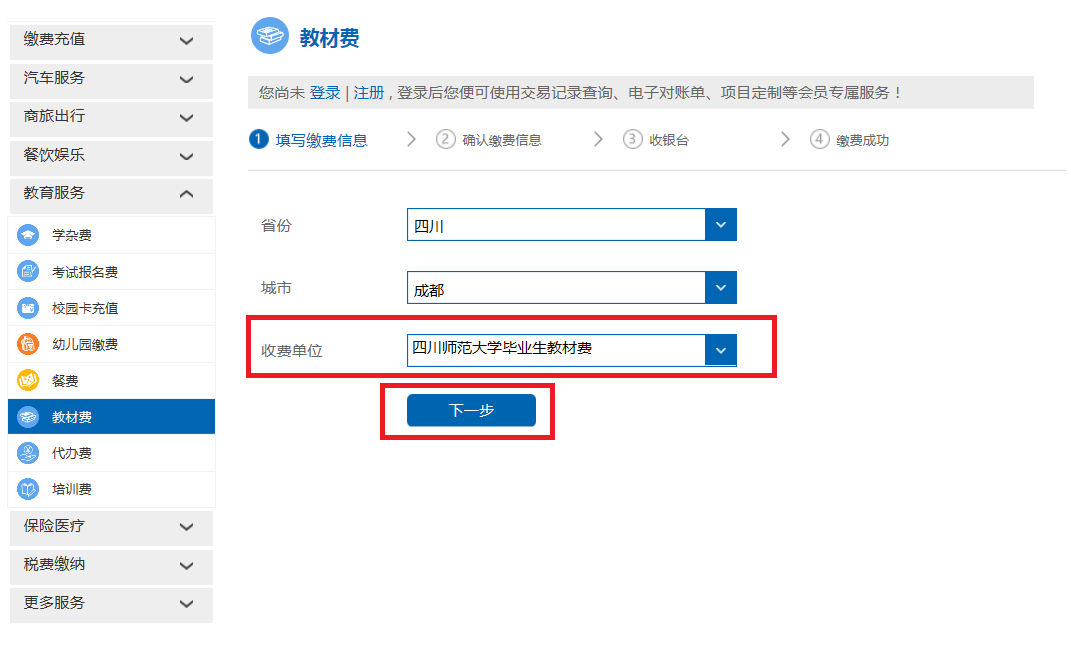 缴费充值
汽车服务
商旅出行
餐饮娱乐
教育服务
学杂费
考试报名费
校园卡充值
幼儿园缴费
餐费
教材费
代办费
培训费
保险医疗
税费缴纳
更多服务
教材费
您尚未 登录 | 注册 , 登录后您便可使用交易记录查询、电子对账单、项目定制等会员专属服务！
1 填写缴费信息 2 确认缴费信息 3 收银台 4 缴费成功
省份 四川
城市 成都
收费单位 四川师范大学毕业生教材费
下一步